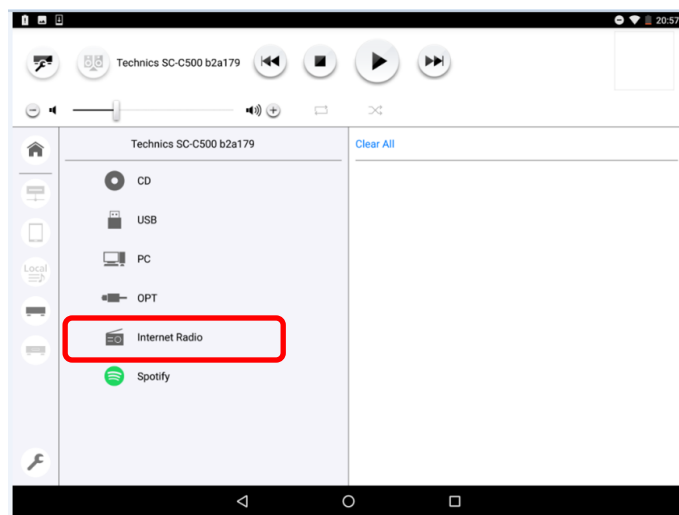 20:57
Technics SC-C500 b2a179
Technics SC-C500 b2a179
Clear All
CD
USB
PC
Local
OPT
Internet Radio
Spotify